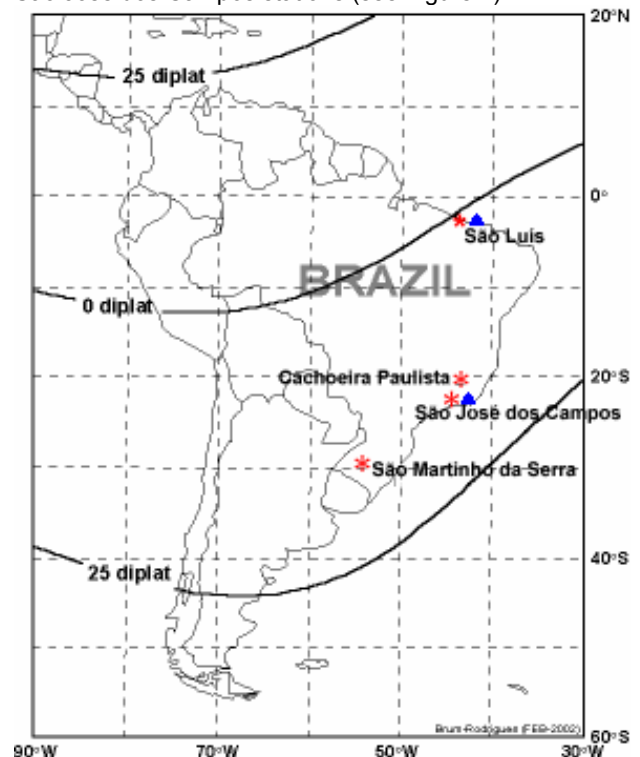 20°N
25 diplat
0°
São Luis
BRAZIL
0 diplat
Cachoeira Paulista
20°S
São José dos Campos
São Martinho da Serra
40°S
25 diplat
Brum-Rodrigues (FEB-2002)
60°S
90°W 70°W 50°W 30°W